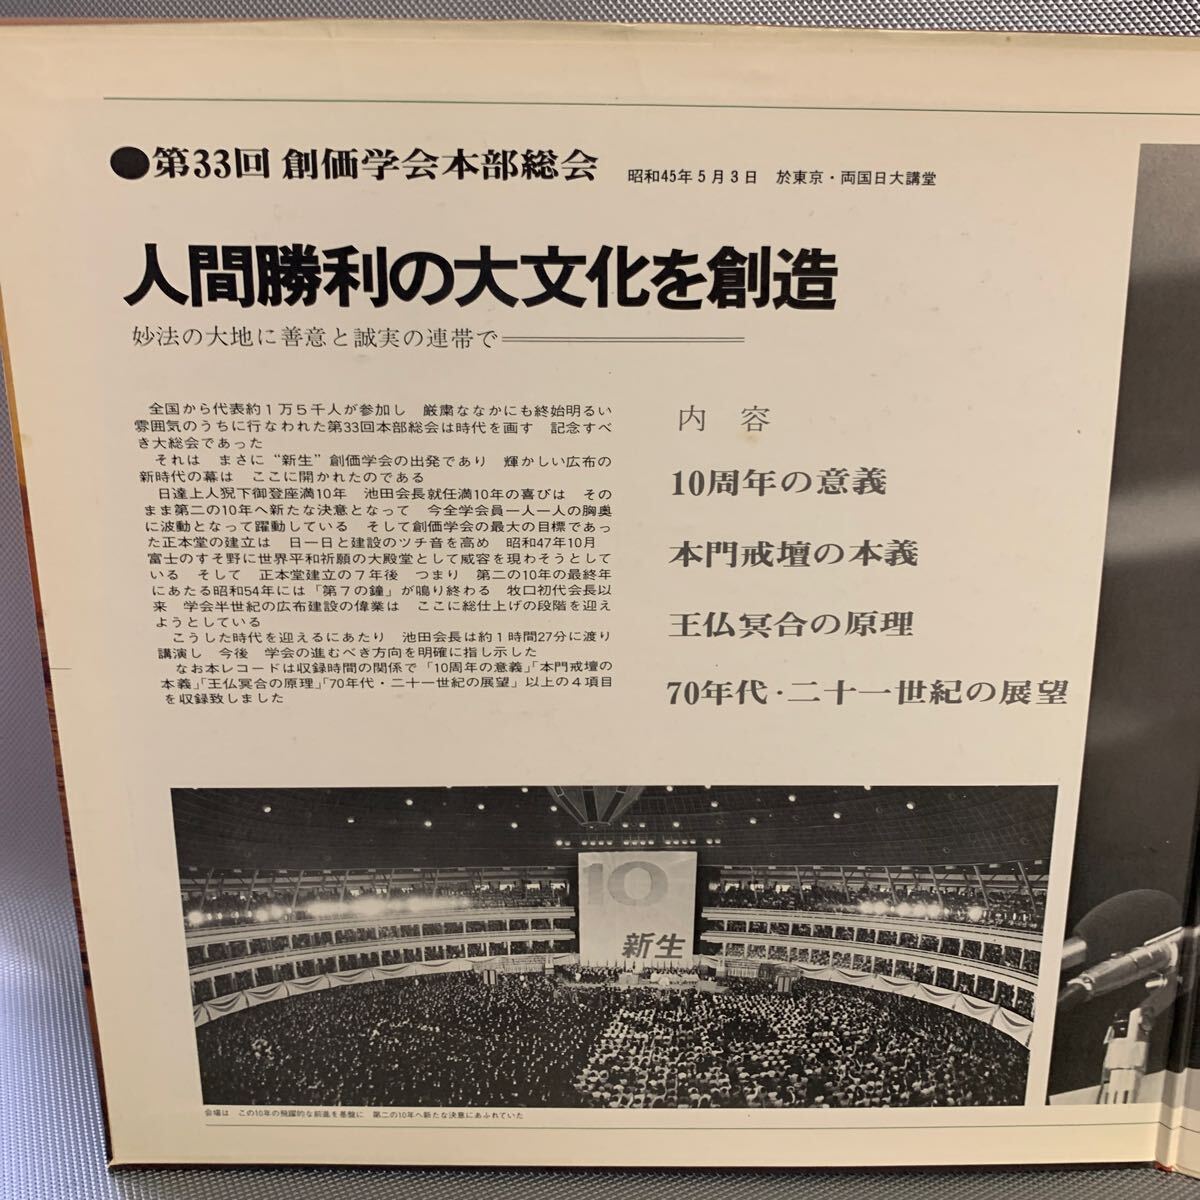 ●第33回 創価学会本部総会 昭和45年5月3日 於東京・両国日大講堂
人間勝利の大文化を創造
妙法の大地に善意と誠実の連帯で
全国から代表約1万5千人が参加し 厳粛ななかにも終始明るい
雰囲気のうちに行なわれた第33回本部総会は時代を画す 記念すべ
き大総会であった
それは まさに“新生”創価学会の出発であり 輝かしい広布の
新時代の幕は ここに開かれたのである
日達上人猊下御登座満10年 池田会長就任満10年の喜びは その
まま第二の10年へ新たな決意となって 今全学会員一人一人の胸奥
に波動となって躍動している そして創価学会の最大の目標であっ
た正本堂の建立は 日一日と建設のツチ音を高め 昭和47年10月
富士のすそ野に世界平和祈願の大殿堂として威容を現わそうとして
いる そして 正本堂建立の7年後 つまり 第二の10年の最終年
にあたる昭和54年には「第7の鐘」が鳴り終わる 牧口初代会長以
来 学会半世紀の広布建設の偉業は ここに総仕上げの段階を迎え
ようとしている
こうした時代を迎えるにあたり 池田会長は約1時間27分に渡り
講演し 今後 学会の進むべき方向を明確に指し示した
なお本レコードは収録時間の関係で「10周年の意義」「本門戒壇の
本義」「王仏冥合の原理」「70年代・二十一世紀の展望」以上の4項目
を収録致しました
内容
10周年の意義
本門戒壇の本義
王仏冥合の原理
70年代・二十一世紀の展望
10
新生
会場は この10年の飛躍的な前進を基盤に 第二の10年へ新たな決意にあふれていた